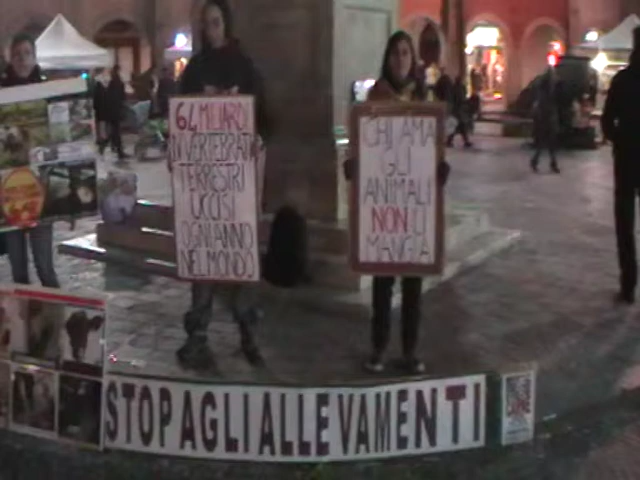 64 MILIARDI
DI VERTEBRATI
TERRESTRI
UCCISI
OGNI ANNO
NEL MONDO
CHI AMA
GLI
ANIMALI
NON LI
MANGIA
STOP AGLI ALLEVAMENTI